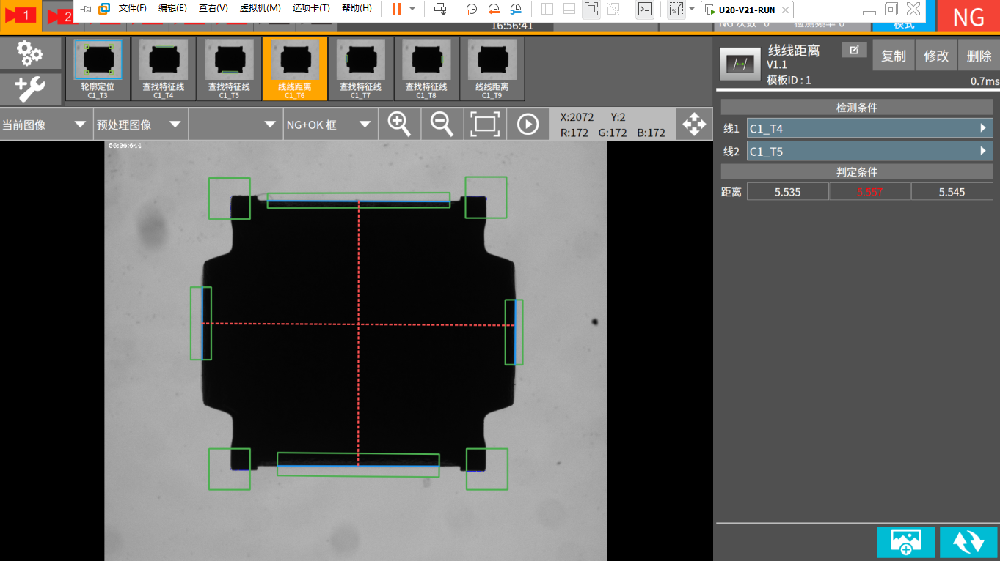 1
2
文件(F) 编辑(E) 查看(V) 虚拟机(M) 选项卡(T) 帮助(H)
U20-V21-RUN
16:56:41
NG 次数 0 检测频率 0
模式
NG
轮廓定位
C1_T3
查找特征线
C1_T4
查找特征线
C1_T5
线线距离
C1_T6
查找特征线
C1_T7
查找特征线
C1_T8
线线距离
C1_T9
线线距离
V1.1
模板ID : 1
复制
修改
删除
0.7ms
当前图像
预处理图像
NG+OK 框
X:2072 Y:2
R:172 G:172 B:172
56:36:644
检测条件
线1 C1_T4
线2 C1_T5
判定条件
距离 5.535 5.557 5.545